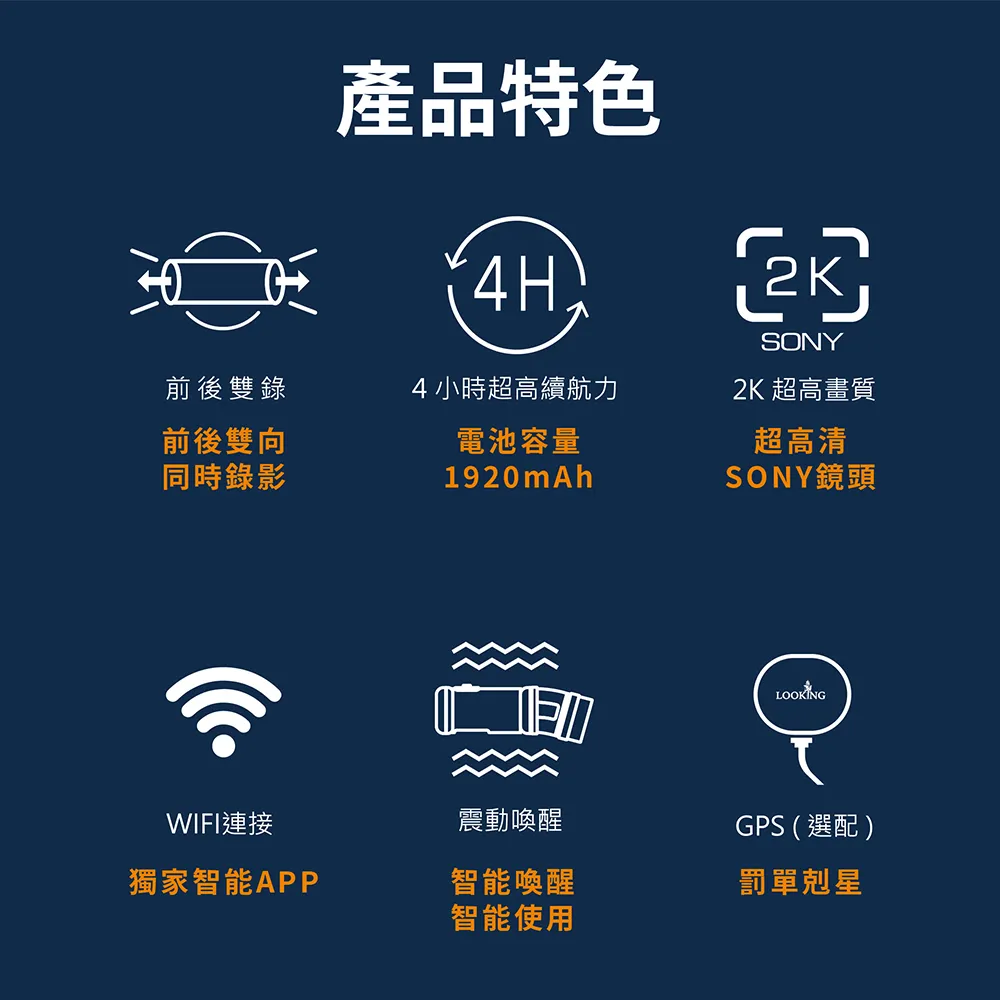 產品特色
4H
2K
SONY
前後雙錄
4 小時超高續航力
2K 超高畫質
前後雙向
同時錄影
電池容量
1920mAh
超高清
SONY鏡頭
LOOKING
WIFI連接
震動喚醒
GPS ( 選配 )
獨家智能APP
智能喚醒
智能使用
罰單剋星